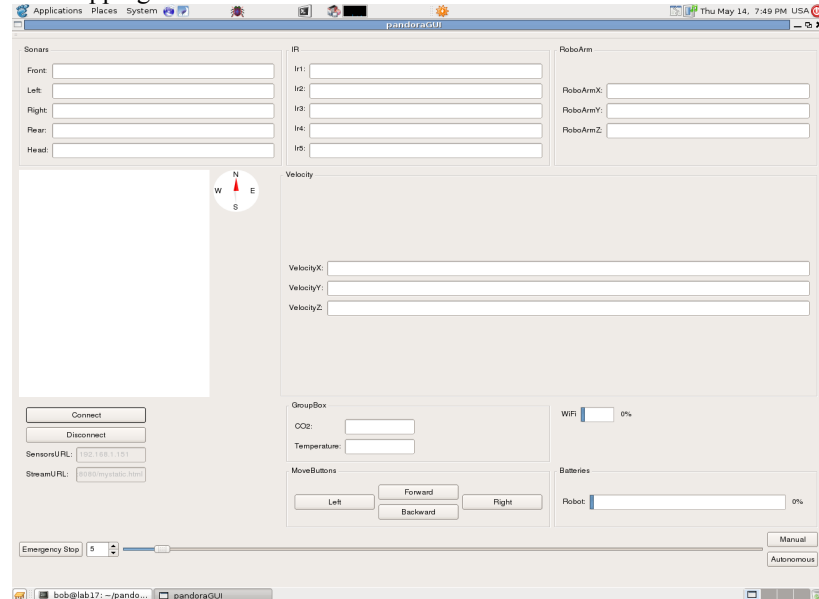 Applications Places System Thu May 14, 7:49 PM USA
pandoraGUI
Sonars
Front:
Left:
Right:
Rear:
Head:
IR
Ir1:
Ir2:
Ir3:
Ir4:
Ir5:
RoboArm
RoboArmX:
RoboArmY:
RoboArmZ:
N
W E
S
Velocity
VelocityX:
VelocityY:
VelocityZ:
Connect
Disconnect
SensorsURL: 192.168.1.151
StreamURL: 8080/mystatic.html
GroupBox
CO2:
Temperature:
WiFi 0%
MoveButtons
Left
Forward
Backward
Right
Batteries
Robot: 0%
Emergency Stop 5
Manual
Autonomous
bob@lab17: ~/pando... pandoraGUI